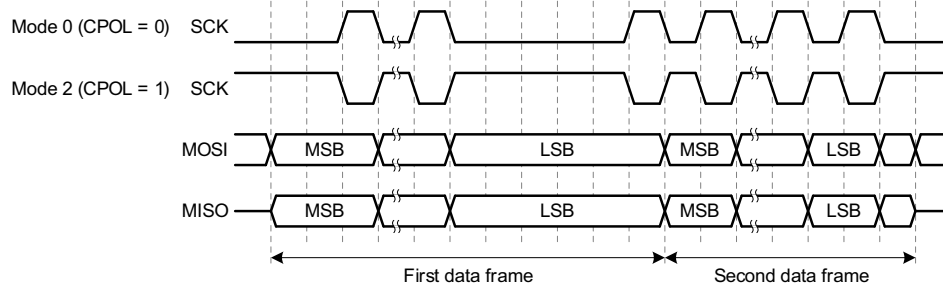 Mode 0 (CPOL = 0) SCK
Mode 2 (CPOL = 1) SCK
MOSI MSB LSB MSB LSB
MISO MSB LSB MSB LSB
First data frame Second data frame